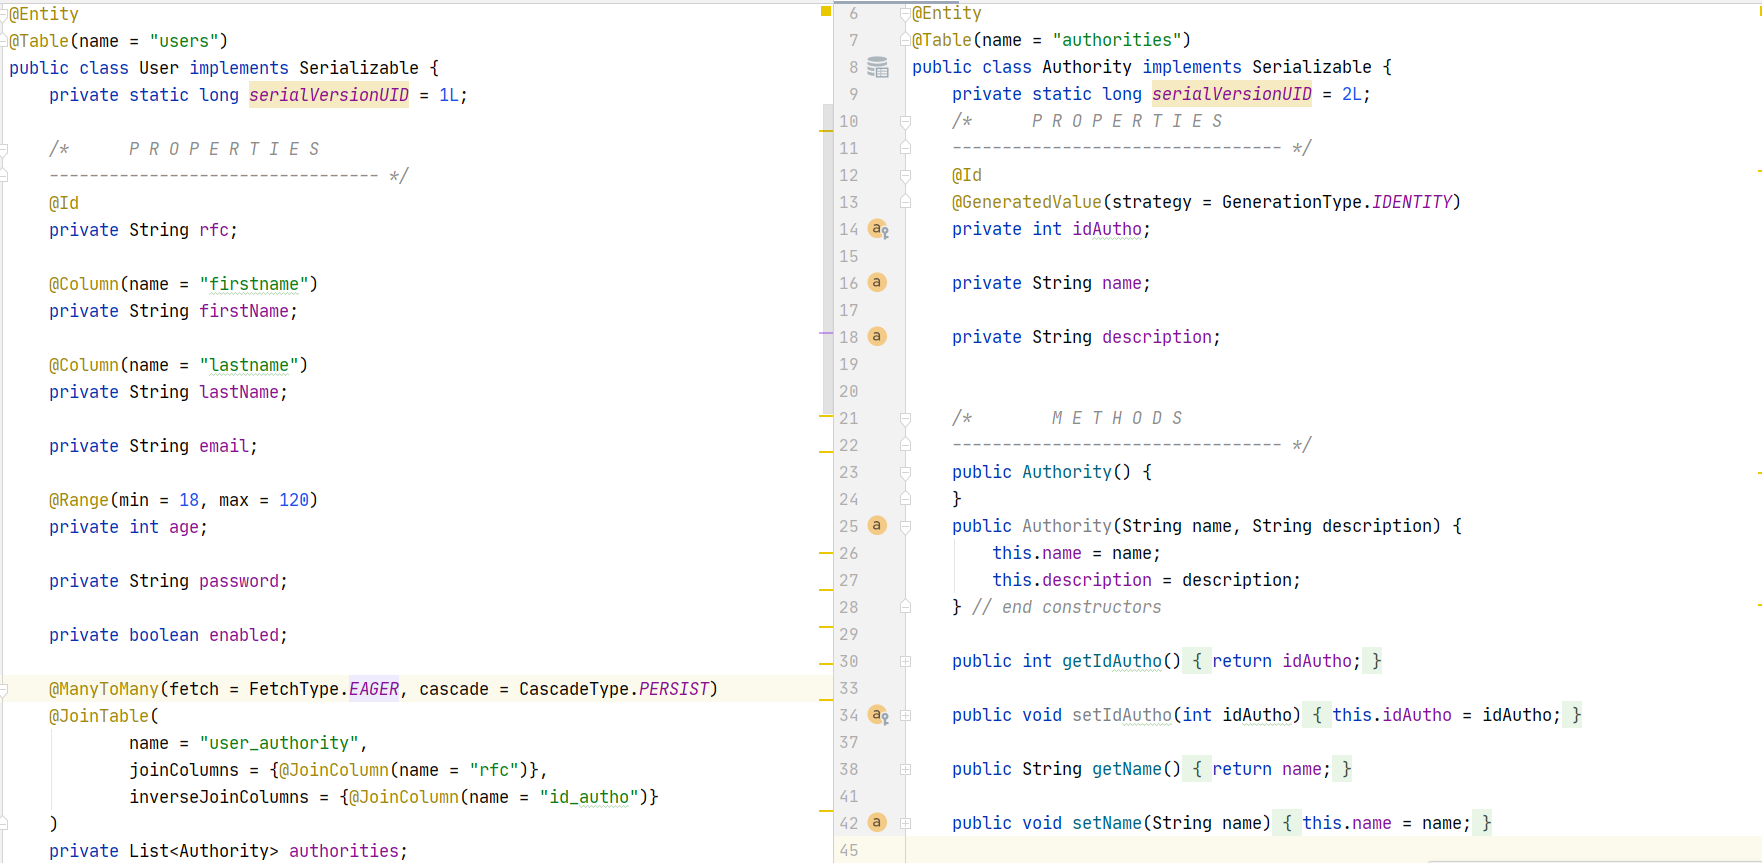 @Entity
@Table(name = "users")
public class User implements Serializable {
    private static long serialVersionUID = 1L;

    /*      P R O P E R T I E S
    --------------------------------- */
    @Id
    private String rfc;

    @Column(name = "firstname")
    private String firstName;

    @Column(name = "lastname")
    private String lastName;

    private String email;

    @Range(min = 18, max = 120)
    private int age;

    private String password;

    private boolean enabled;

    @ManyToMany(fetch = FetchType.EAGER, cascade = CascadeType.PERSIST)
    @JoinTable(
            name = "user_authority",
            joinColumns = {@JoinColumn(name = "rfc")},
            inverseJoinColumns = {@JoinColumn(name = "id_autho")}
    )
    private List<Authority> authorities;
6 @Entity
7 @Table(name = "authorities")
8 public class Authority implements Serializable {
9     private static long serialVersionUID = 2L;
10     /*      P R O P E R T I E S
11     --------------------------------- */
12     @Id
13     @GeneratedValue(strategy = GenerationType.IDENTITY)
14 a     private int idAutho;
15
16 a     private String name;
17
18 a     private String description;
19
20
21     /*        M E T H O D S
22     --------------------------------- */
23     public Authority() {
24     }
25 a     public Authority(String name, String description) {
26         this.name = name;
27         this.description = description;
28     } // end constructors
29
30     public int getIdAutho() { return idAutho; }
33
34 a     public void setIdAutho(int idAutho) { this.idAutho = idAutho; }
37
38     public String getName() { return name; }
41
42 a     public void setName(String name) { this.name = name; }
45